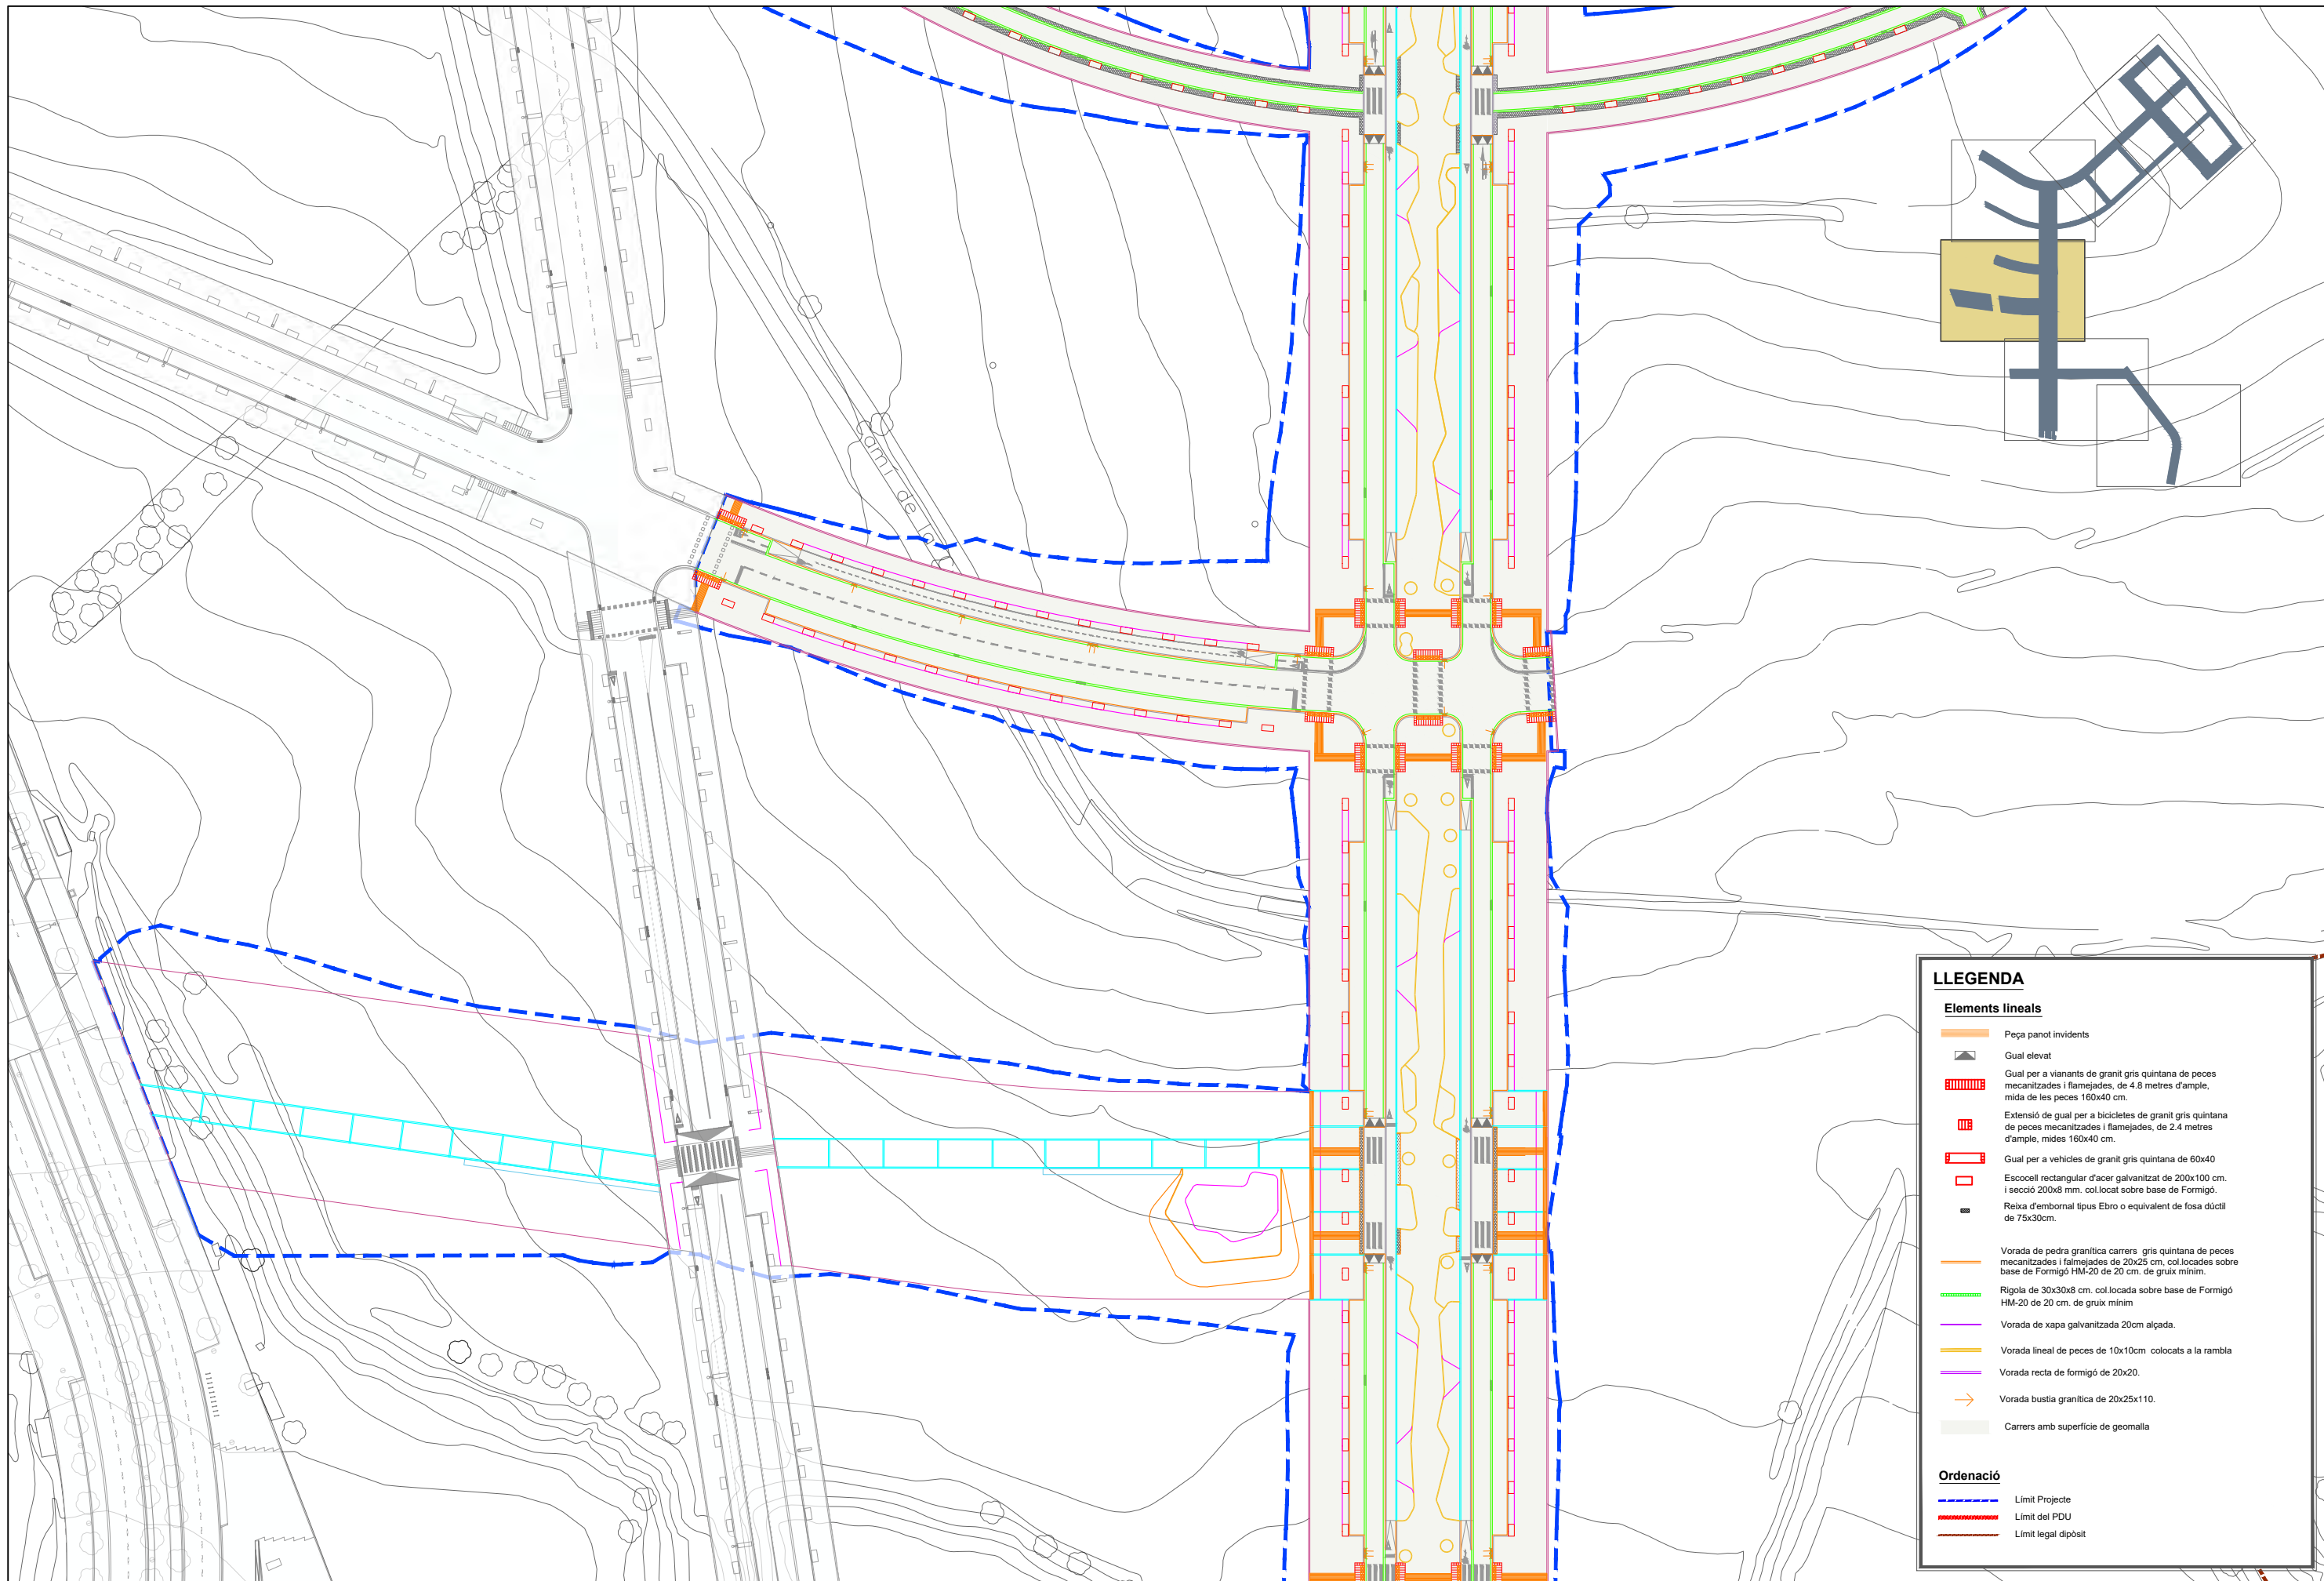 LLEGENDA
Elements lineals
Peça panot invidents
Gual elevat
Gual per a vianants de granit gris quintana de peces
mecanitzades i flamejades, de 4.8 metres d'ample,
mida de les peces 160x40 cm.
Extensió de gual per a bicicletes de granit gris quintana
de peces mecanitzades i flamejades, de 2.4 metres
d'ample, mides 160x40 cm.
Gual per a vehicles de granit gris quintana de 60x40
Escocell rectangular d'acer galvanitzat de 200x100 cm.
i secció 200x8 mm. col.locat sobre base de Formigó.
Reixa d'embornal tipus Ebro o equivalent de fosa dúctil
de 75x30cm.
Vorada de pedra granítica carrers gris quintana de peces
mecanitzades i falmejades de 20x25 cm, col.locades sobre
base de Formigó HM-20 de 20 cm. de gruix mínim.
Rigola de 30x30x8 cm. col.locada sobre base de Formigó
HM-20 de 20 cm. de gruix mínim
Vorada de xapa galvanitzada 20cm alçada.
Vorada lineal de peces de 10x10cm colocats a la rambla
Vorada recta de formigó de 20x20.
Vorada bustia granítica de 20x25x110.
Carrers amb superfície de geomalla
Ordenació
Límit Projecte
Límit del PDU
Límit legal dipòsit